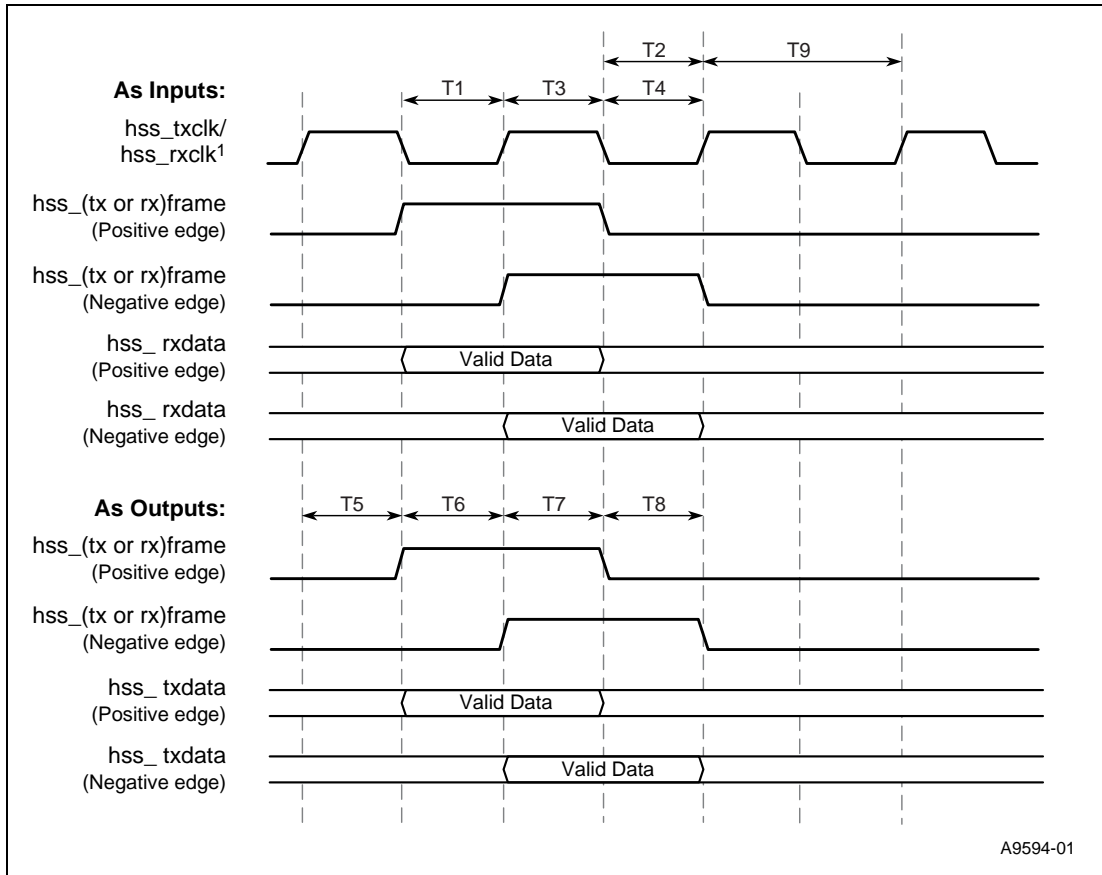 T2 T9
As Inputs: T1 T3 T4
hss_txclk/
hss_rxclk1
hss_(tx or rx)frame
(Positive edge)
hss_(tx or rx)frame
(Negative edge)
hss_ rxdata
(Positive edge) Valid Data
hss_ rxdata
(Negative edge) Valid Data
As Outputs: T5 T6 T7 T8
hss_(tx or rx)frame
(Positive edge)
hss_(tx or rx)frame
(Negative edge)
hss_ txdata
(Positive edge) Valid Data
hss_ txdata
(Negative edge) Valid Data
A9594-01